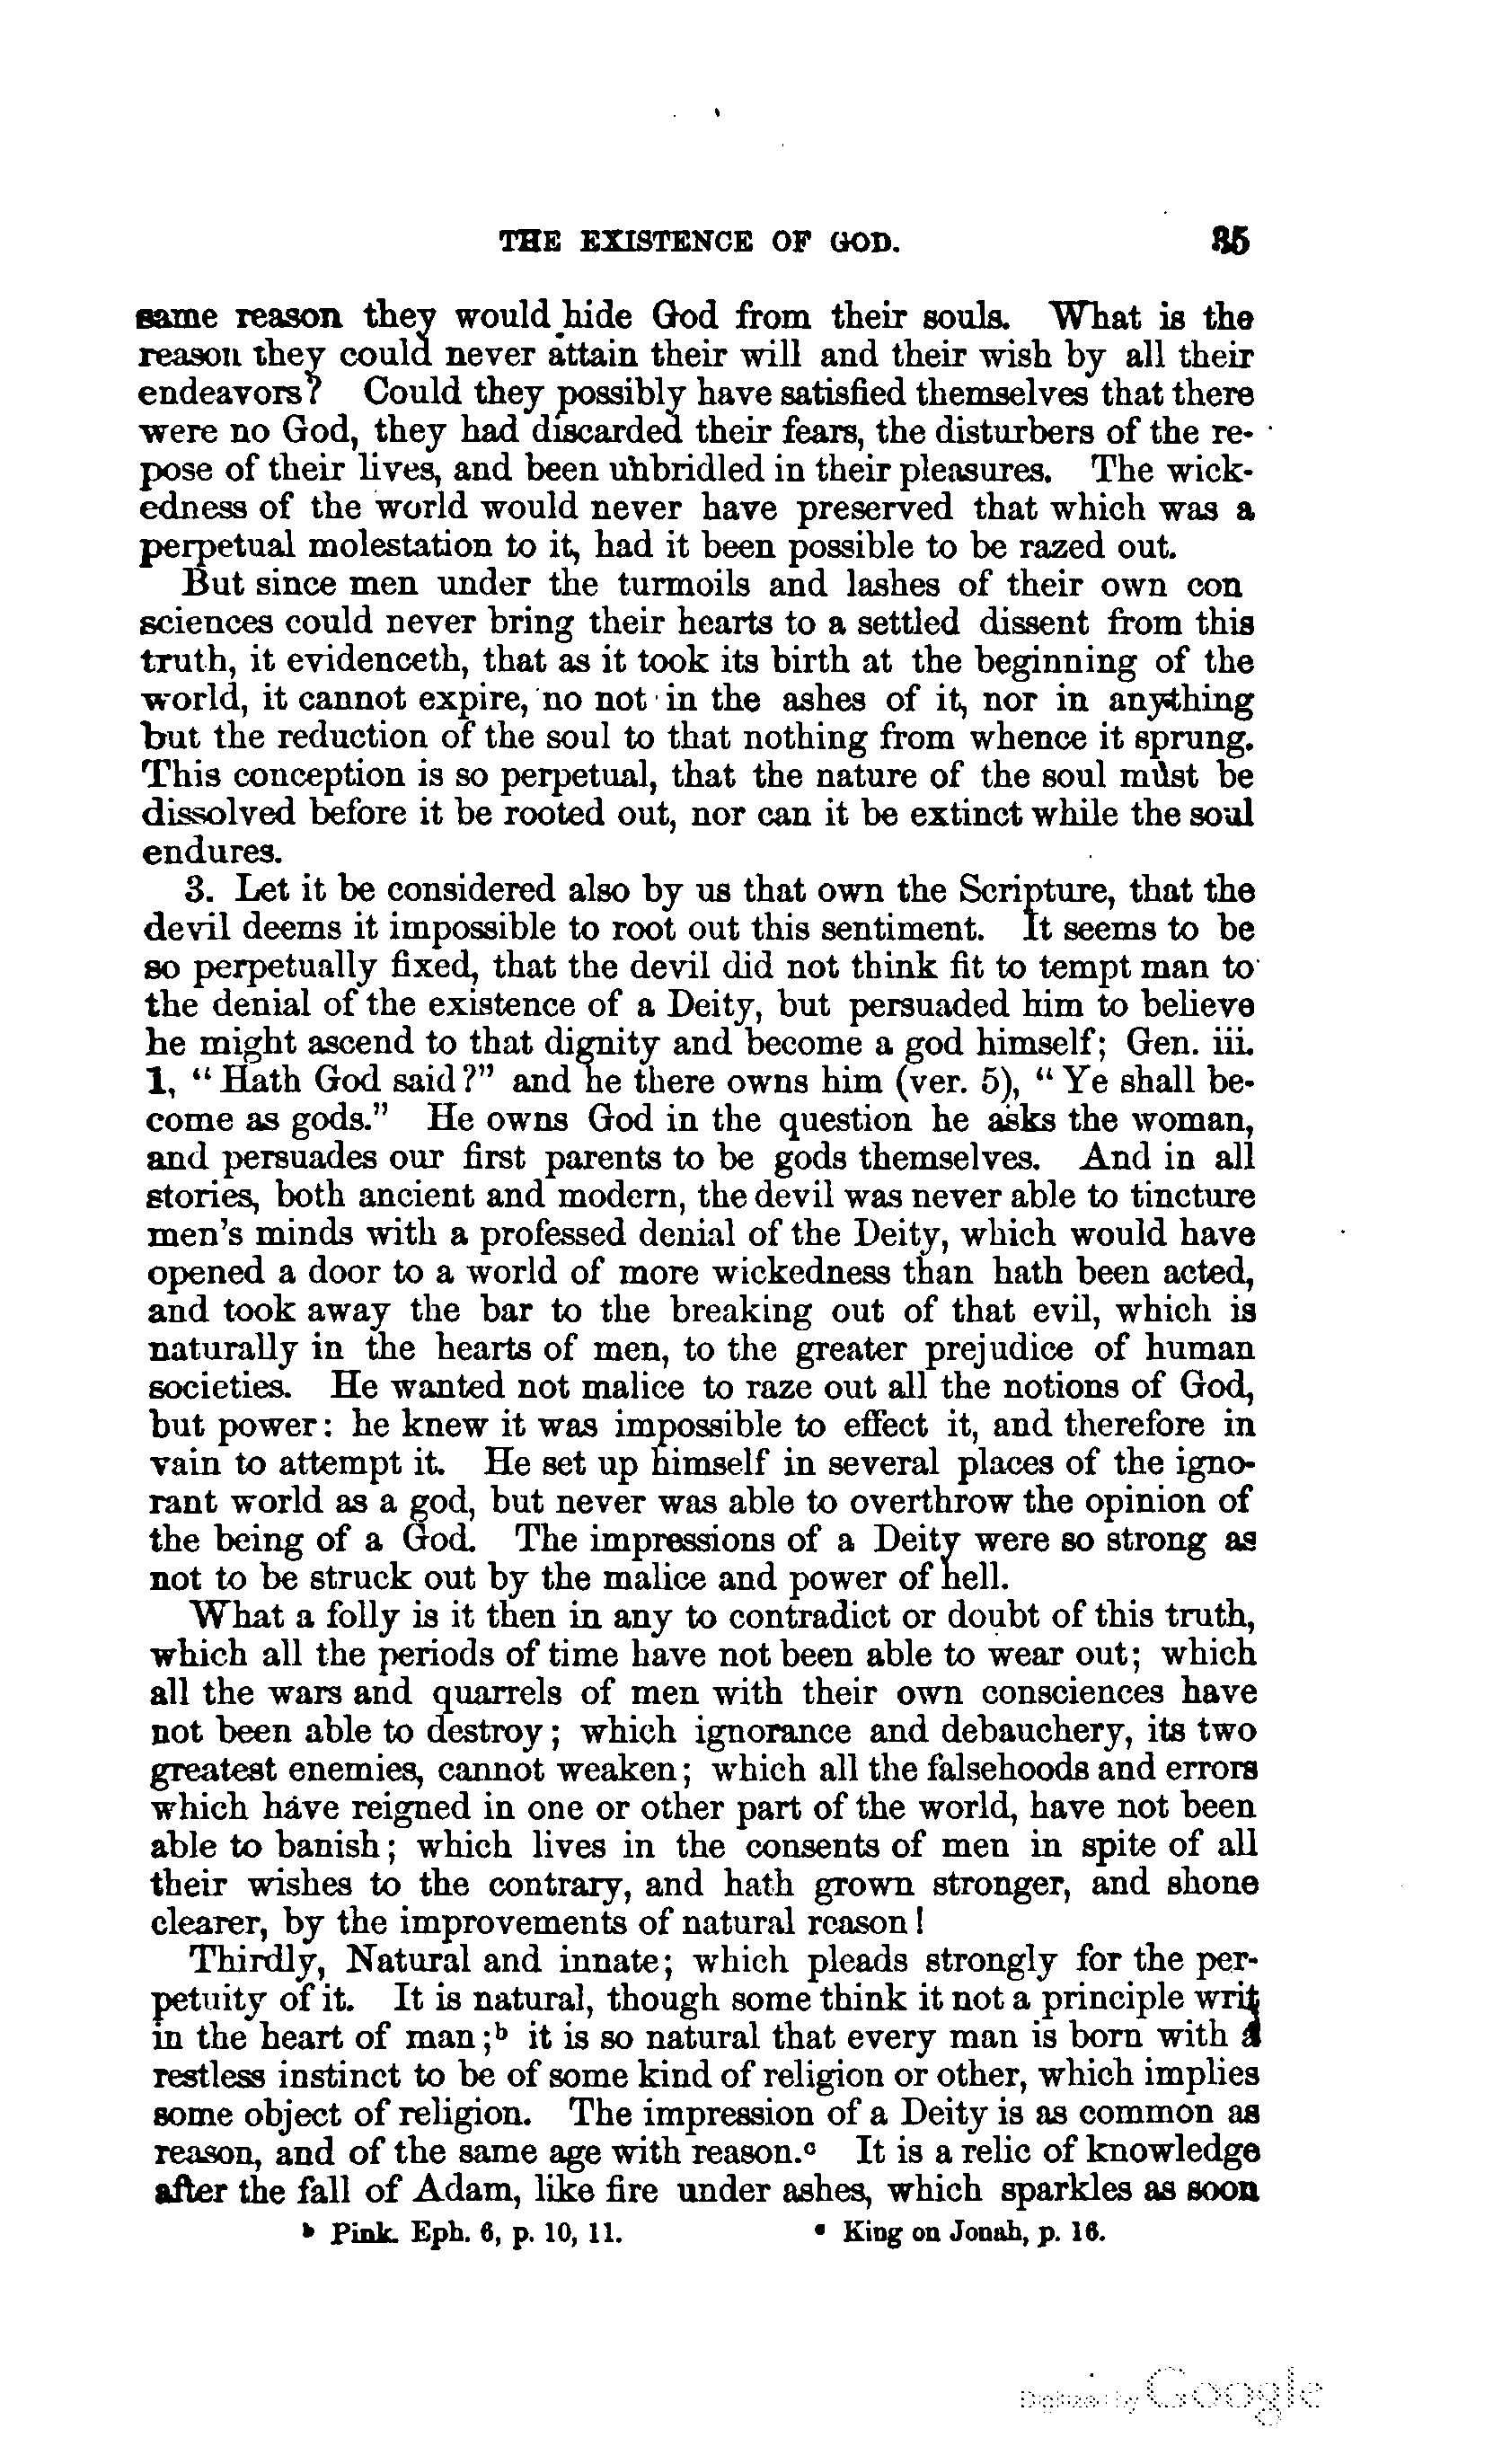 THE EXISTENCE OF GOD. 35
same reason they would hide God from their souls. What is the
reason they could never attain their will and their wish by all their
endeavors? Could they possibly have satisfied themselves that there
were no God, they had discarded their fears, the disturbers of the re-
pose of their lives, and been unbridled in their pleasures. The wick-
edness of the world would never have preserved that which was a
perpetual molestation to it, had it been possible to be razed out.
But since men under the turmoils and lashes of their own con
sciences could never bring their hearts to a settled dissent from this
truth, it evidenceth, that as it took its birth at the beginning of the
world, it cannot expire, no not in the ashes of it, nor in anything
but the reduction of the soul to that nothing from whence it sprung.
This conception is so perpetual, that the nature of the soul must be
dissolved before it be rooted out, nor can it be extinct while the soul
endures.
3. Let it be considered also by us that own the Scripture, that the
devil deems it impossible to root out this sentiment. It seems to be
so perpetually fixed, that the devil did not think fit to tempt man to
the denial of the existence of a Deity, but persuaded him to believe
he might ascend to that dignity and become a god himself; Gen. iii.
1, “Hath God said?” and he there owns him (ver. 5), “Ye shall be-
come as gods.” He owns God in the question he asks the woman,
and persuades our first parents to be gods themselves. And in all
stories, both ancient and modern, the devil was never able to tincture
men's minds with a professed denial of the Deity, which would have
opened a door to a world of more wickedness than hath been acted,
and took away the bar to the breaking out of that evil, which is
naturally in the hearts of men, to the greater prejudice of human
societies. He wanted not malice to raze out all the notions of God,
but power: he knew it was impossible to effect it, and therefore in
vain to attempt it. He set up himself in several places of the igno-
rant world as a god, but never was able to overthrow the opinion of
the being of a God. The impressions of a Deity were so strong as
not to be struck out by the malice and power of hell.
What a folly is it then in any to contradict or doubt of this truth,
which all the periods of time have not been able to wear out; which
all the wars and quarrels of men with their own consciences have
not been able to destroy; which ignorance and debauchery, its two
greatest enemies, cannot weaken; which all the falsehoods and errors
which have reigned in one or other part of the world, have not been
able to banish; which lives in the consents of men in spite of all
their wishes to the contrary, and hath grown stronger, and shone
clearer, by the improvements of natural reason!
Thirdly, Natural and innate; which pleads strongly for the per-
petuity of it. It is natural, though some think it not a principle writ
in the heart of man;ᵇ it is so natural that every man is born with a
restless instinct to be of some kind of religion or other, which implies
some object of religion. The impression of a Deity is as common as
reason, and of the same age with reason.ᶜ It is a relic of knowledge
after the fall of Adam, like fire under ashes, which sparkles as soon
ᵇ Pink. Eph. 6, p. 10, 11. ᶜ King on Jonah, p. 16.
Digitized by Google